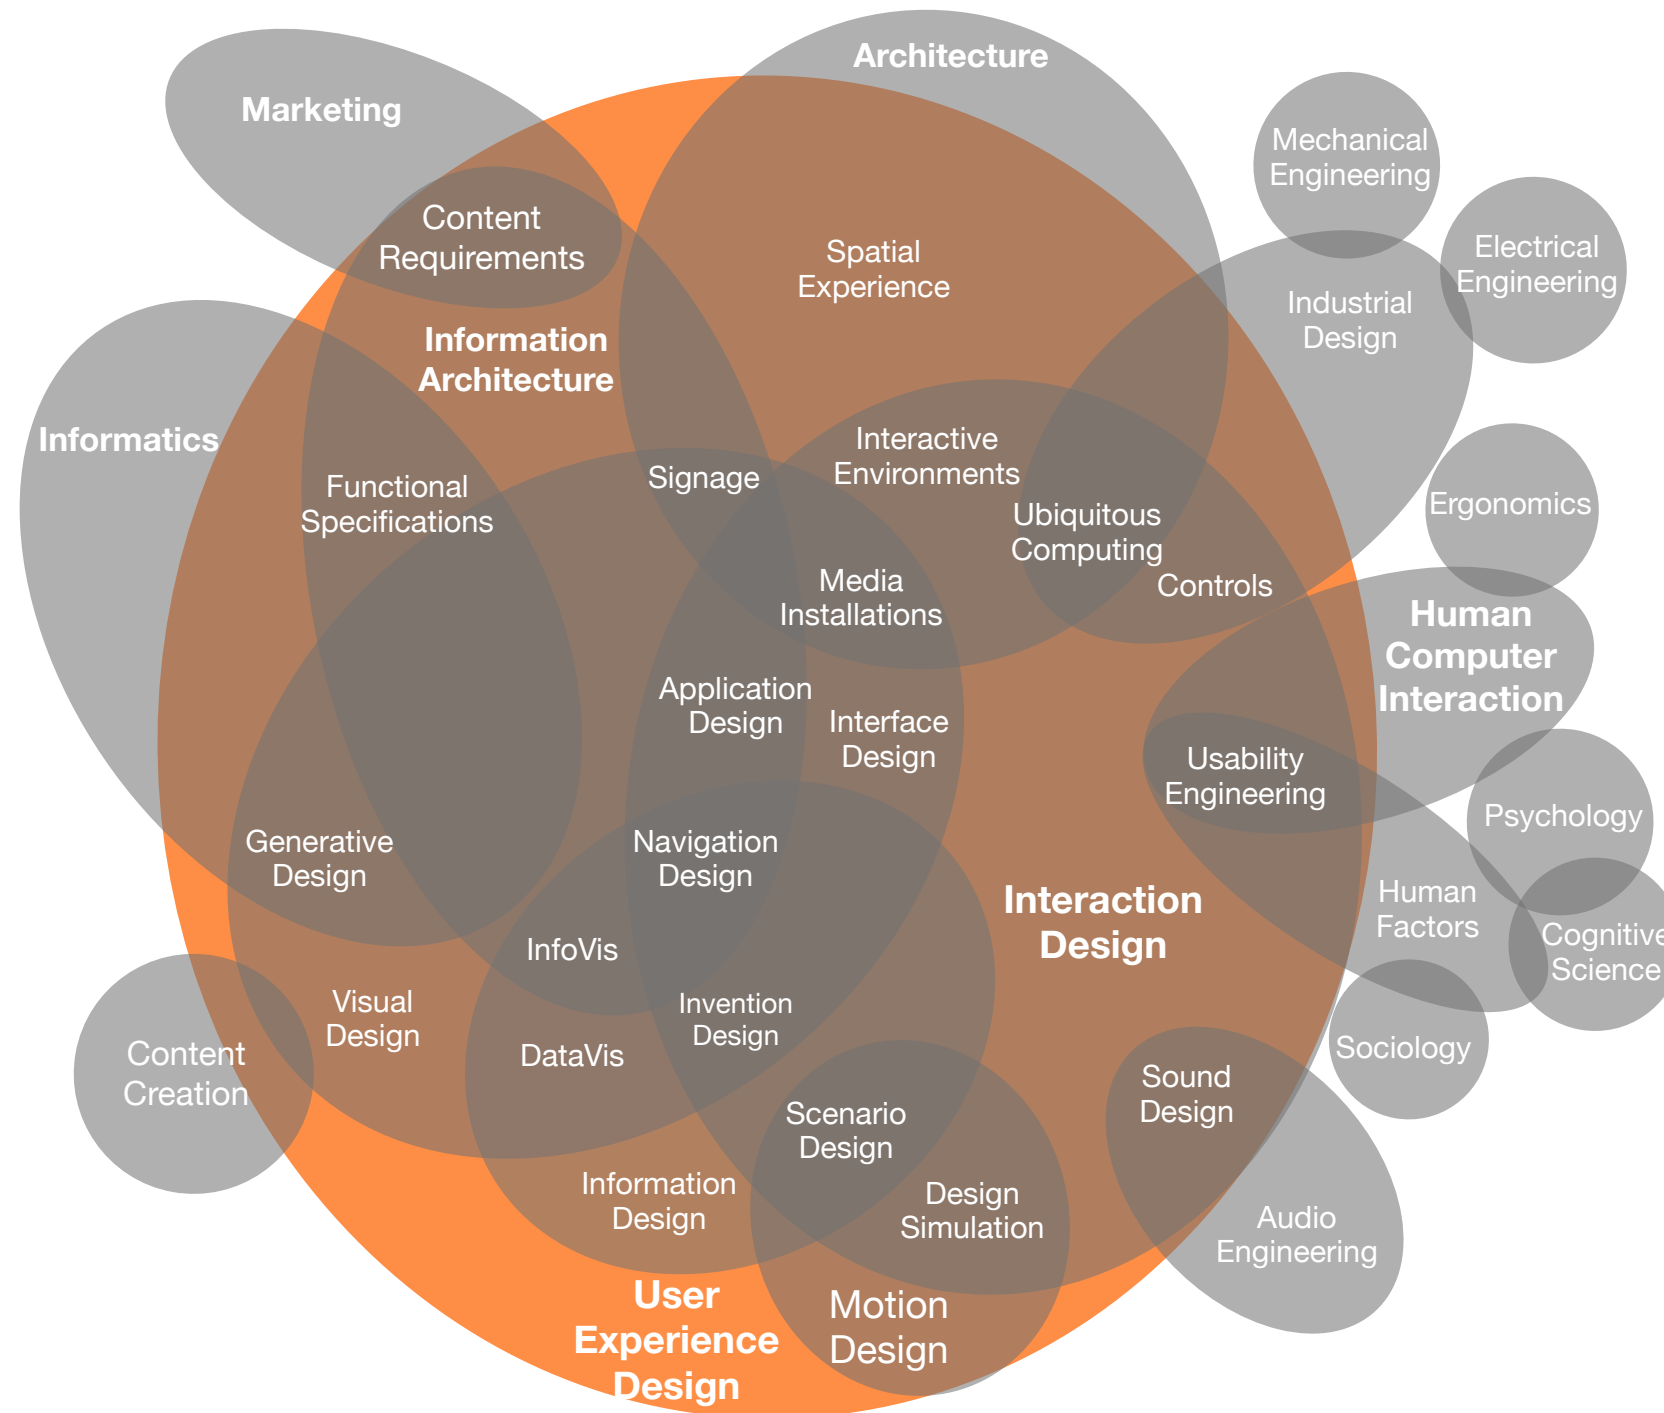 Architecture
Marketing
Mechanical
Engineering
Content
Requirements
Spatial
Experience
Electrical
Engineering
Industrial
Design
Information
Architecture
Informatics
Interactive
Environments
Signage
Functional
Specifications
Ergonomics
Ubiquitous
Computing
Controls
Media
Installations
Human
Computer
Interaction
Application
Design
Interface
Design
Usability
Engineering
Psychology
Generative
Design
Navigation
Design
Interaction
Design
Human
Factors
Cognitive
Science
InfoVis
Visual
Design
Invention
Design
Content
Creation
DataVis
Sociology
Sound
Design
Scenario
Design
Information
Design
Design
Simulation
Audio
Engineering
User
Experience
Design
Motion
Design